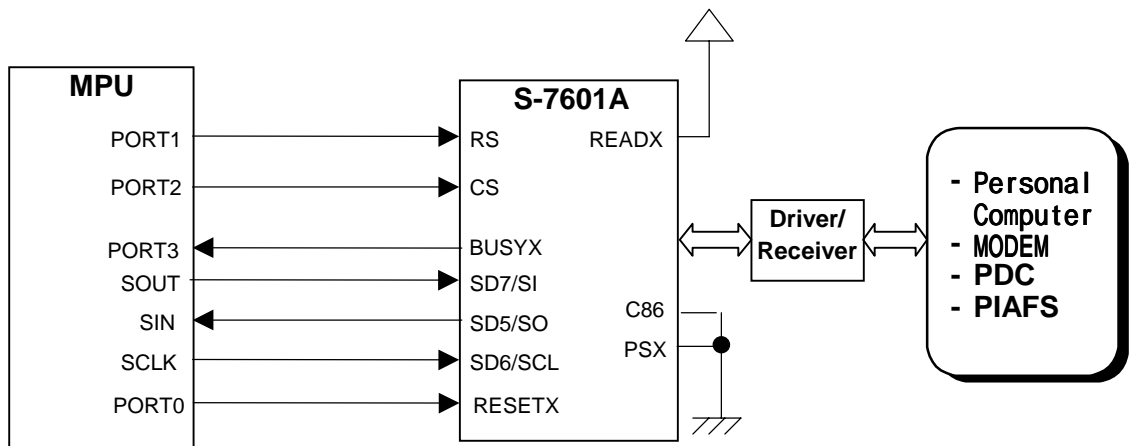 MPU
PORT1
PORT2
PORT3
SOUT
SIN
SCLK
PORT0
S-7601A
RS
CS
BUSYX
SD7/SI
SD5/SO
SD6/SCL
RESETX
READX
C86
PSX
Driver/
Receiver
- Personal
Computer
- MODEM
- PDC
- PIAFS